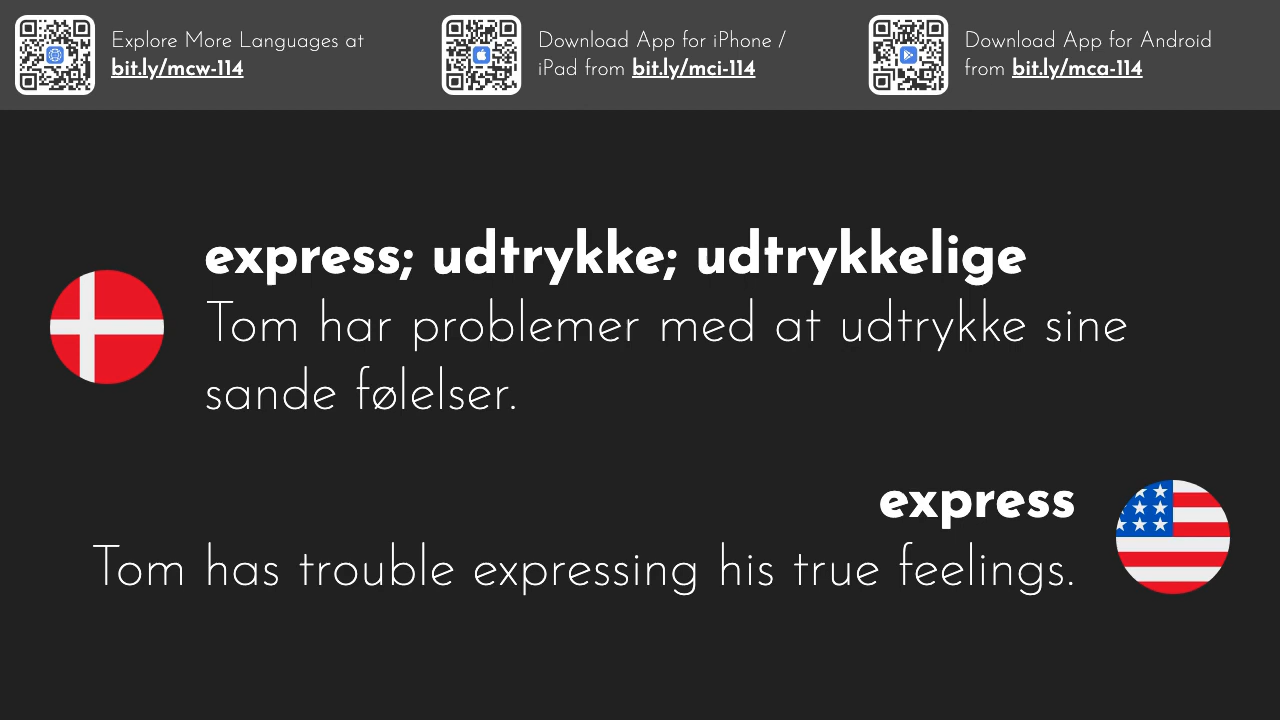 Explore More Languages at
bit.ly/mcw-114
Download App for iPhone /
iPad from bit.ly/mci-114
Download App for Android
from bit.ly/mca-114
express; udtrykke; udtrykkelige
Tom har problemer med at udtrykke sine
sande følelser.
express
Tom has trouble expressing his true feelings.